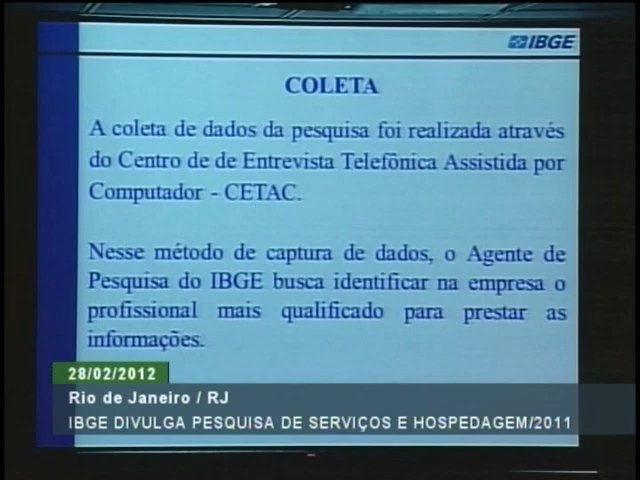 IBGE
COLETA
A coleta de dados da pesquisa foi realizada através
do Centro de de Entrevista Telefônica Assistida por
Computador - CETAC.
Nesse método de captura de dados, o Agente de
Pesquisa do IBGE busca identificar na empresa o
profissional mais qualificado para prestar as
informações.
28/02/2012
Rio de Janeiro / RJ
IBGE DIVULGA PESQUISA DE SERVIÇOS E HOSPEDAGEM/2011